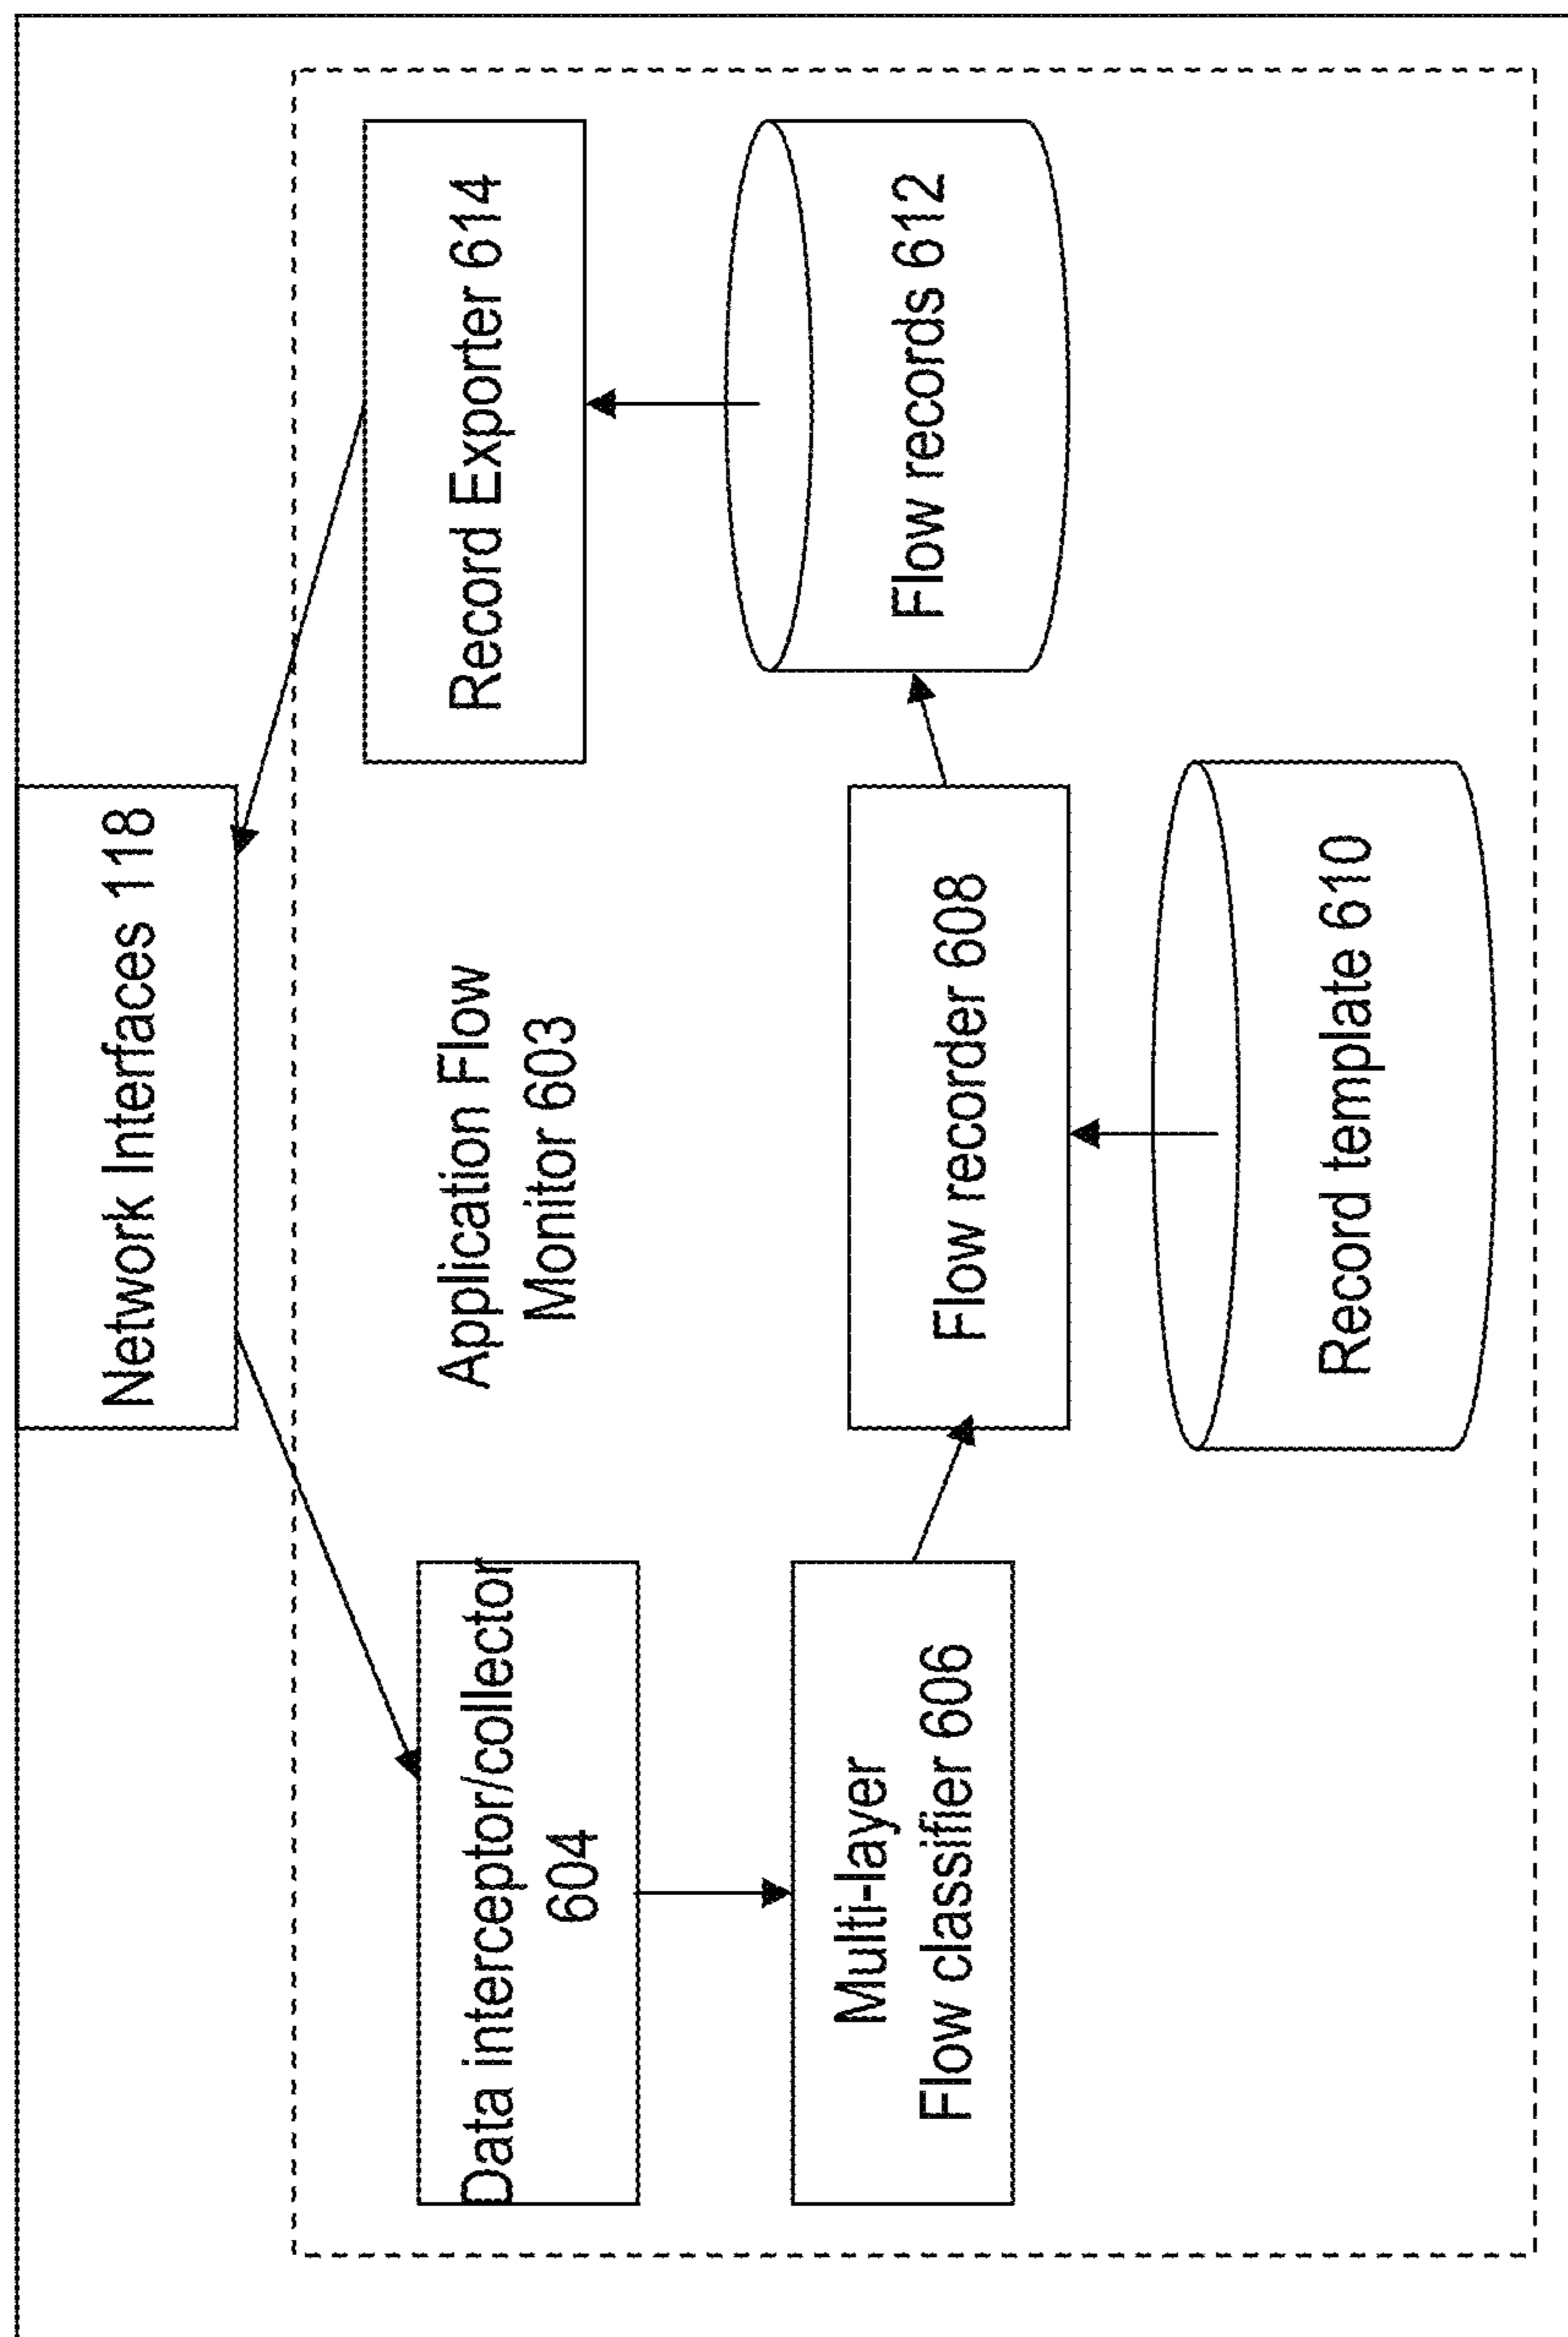 Network Interfaces 118
Application Flow
Monitor 603
Data interceptor/collector
604
Multi-layer
Flow classifier 606
Flow recorder 608
Record template 610
Flow records 612
Record Exporter 614